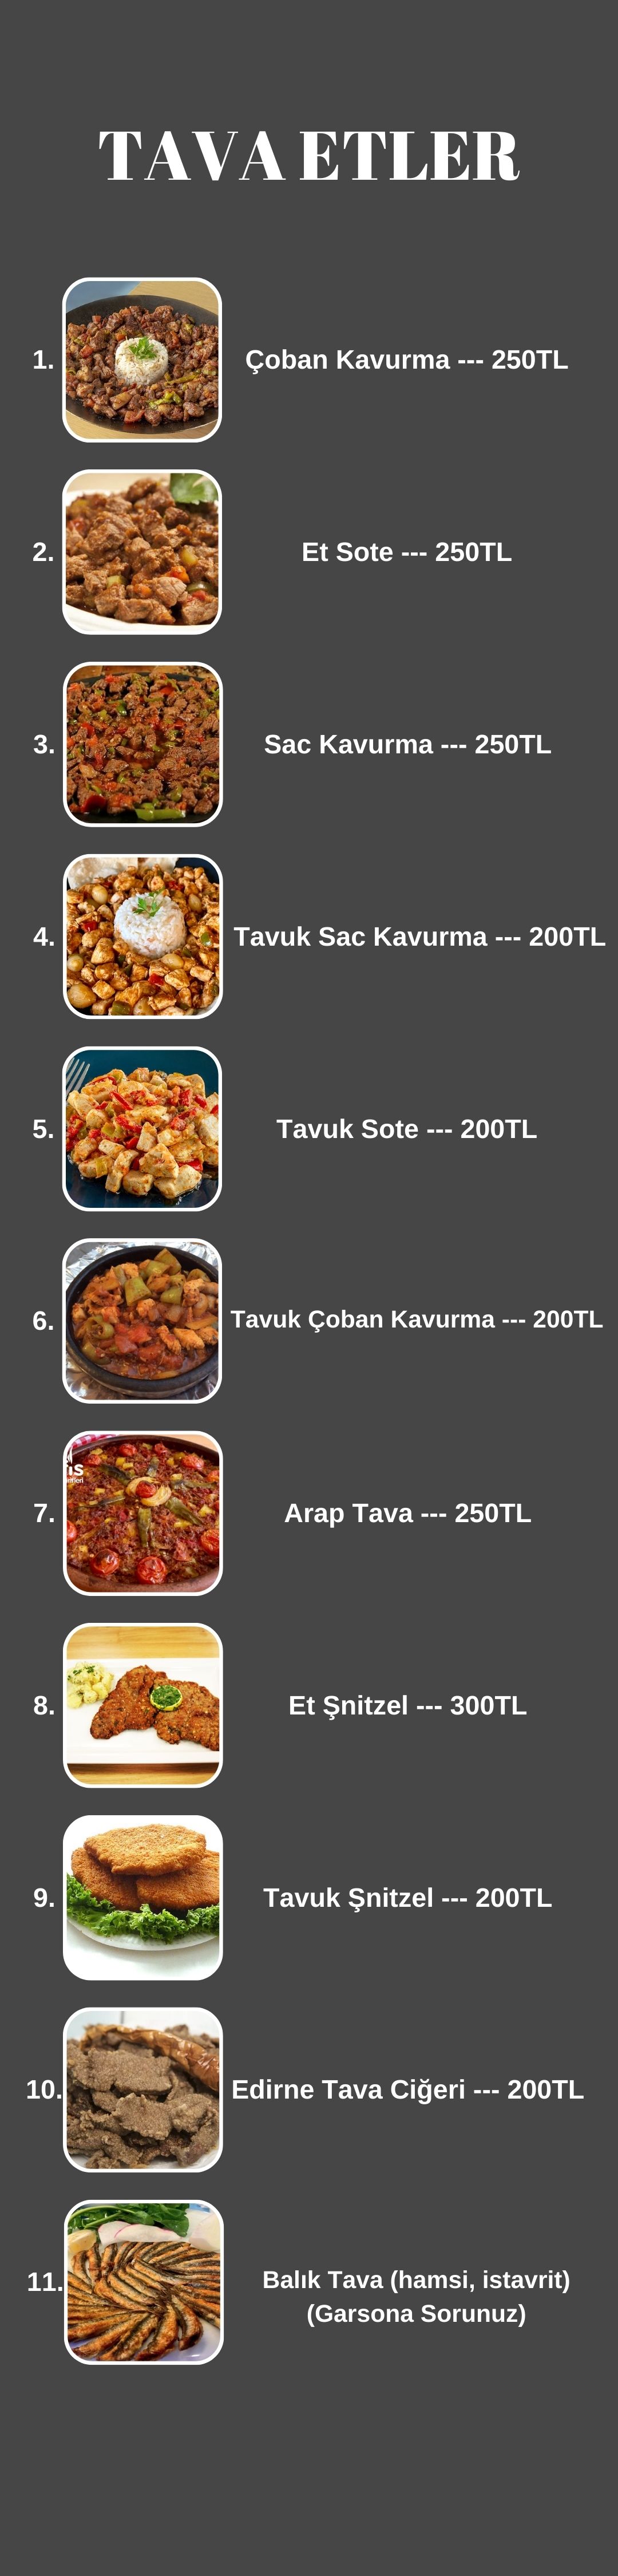 TAVA ETLER
1. Çoban Kavurma --- 250TL
2. Et Sote --- 250TL
3. Sac Kavurma --- 250TL
4. Tavuk Sac Kavurma --- 200TL
5. Tavuk Sote --- 200TL
6. Tavuk Çoban Kavurma --- 200TL
7. Arap Tava --- 250TL
8. Et Şnitzel --- 300TL
9. Tavuk Şnitzel --- 200TL
10. Edirne Tava Ciğeri --- 200TL
11. Balık Tava (hamsi, istavrit)
(Garsona Sorunuz)